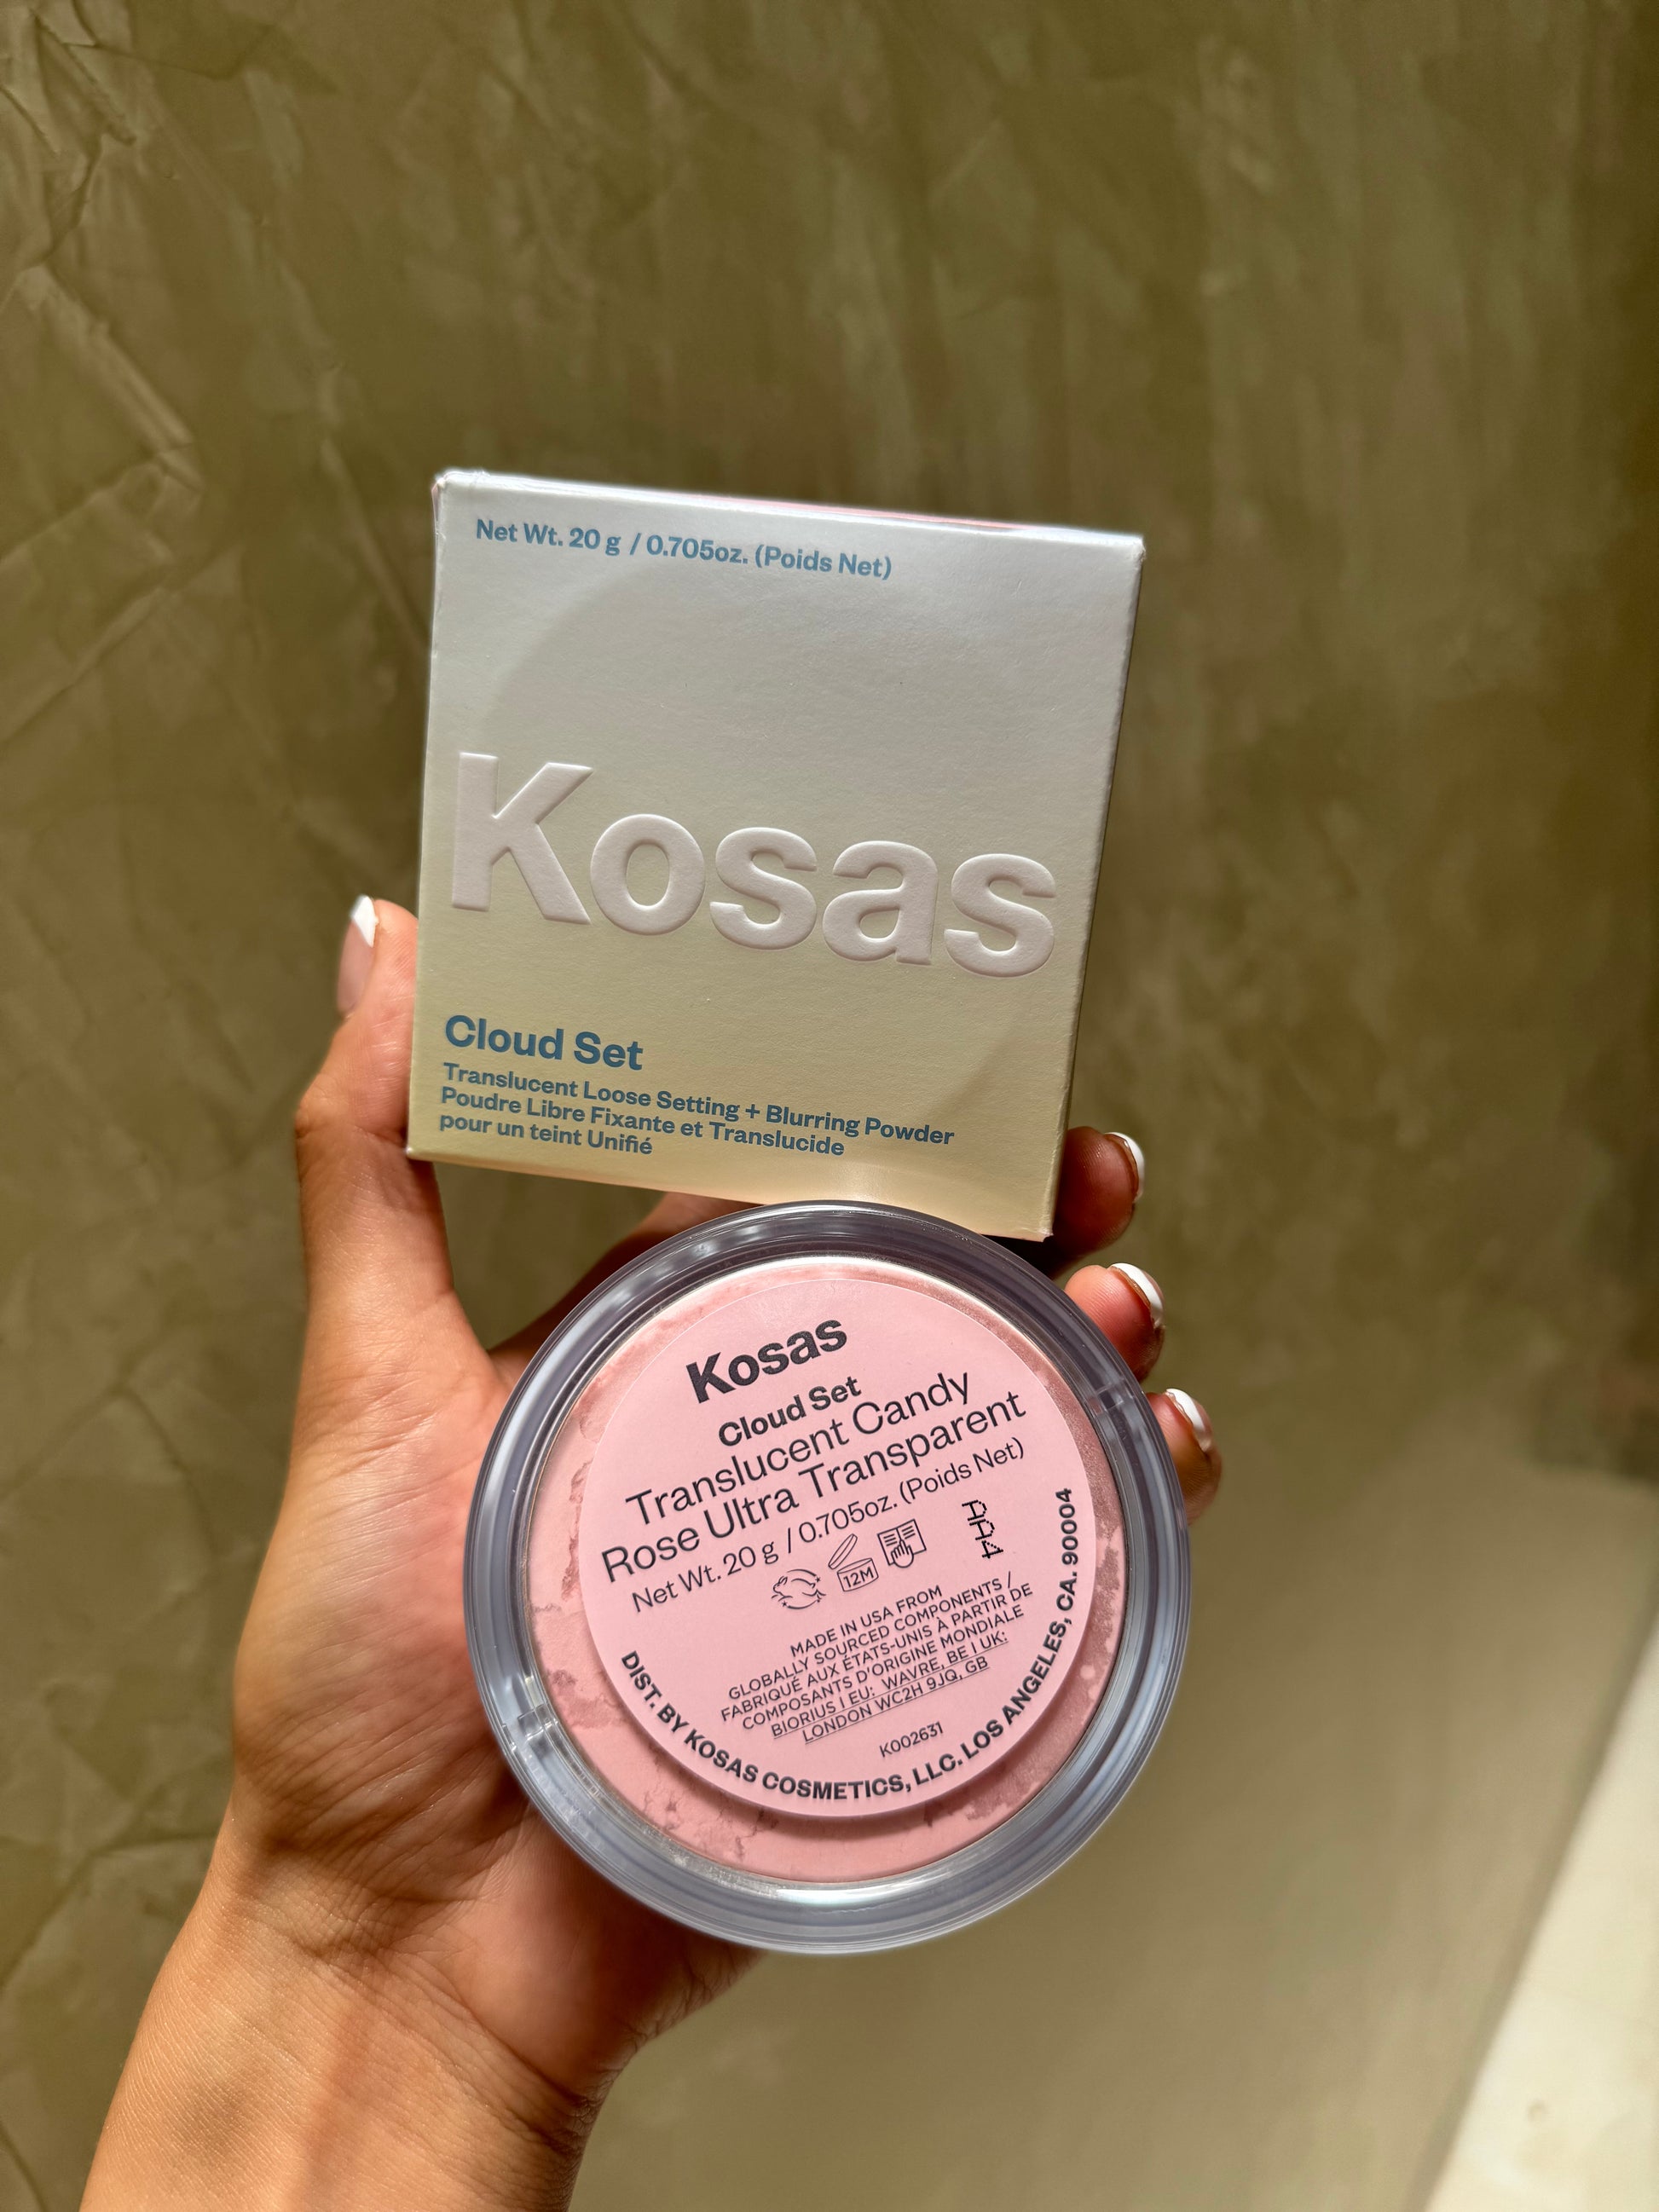 Net Wt. 20 g / 0.705oz. (Poids Net)
Kosas
Cloud Set
Translucent Loose Setting + Blurring Powder
Poudre Libre Fixante et Translucide
pour un teint Unifié
Kosas
Cloud Set
Translucent Candy
Rose Ultra Transparent
Net Wt. 20 g / 0.705oz. (Poids Net)
12M
MADE IN USA FROM
GLOBALLY SOURCED COMPONENTS /
FABRIQUÉ AUX ÉTATS-UNIS À PARTIR DE
COMPOSANTS D'ORIGINE MONDIALE
BIORIUS | EU: WAVRE, BE | UK:
LONDON WC2H 9JQ, GB
K002631
DIST. BY KOSAS COSMETICS, LLC. LOS ANGELES, CA. 90004